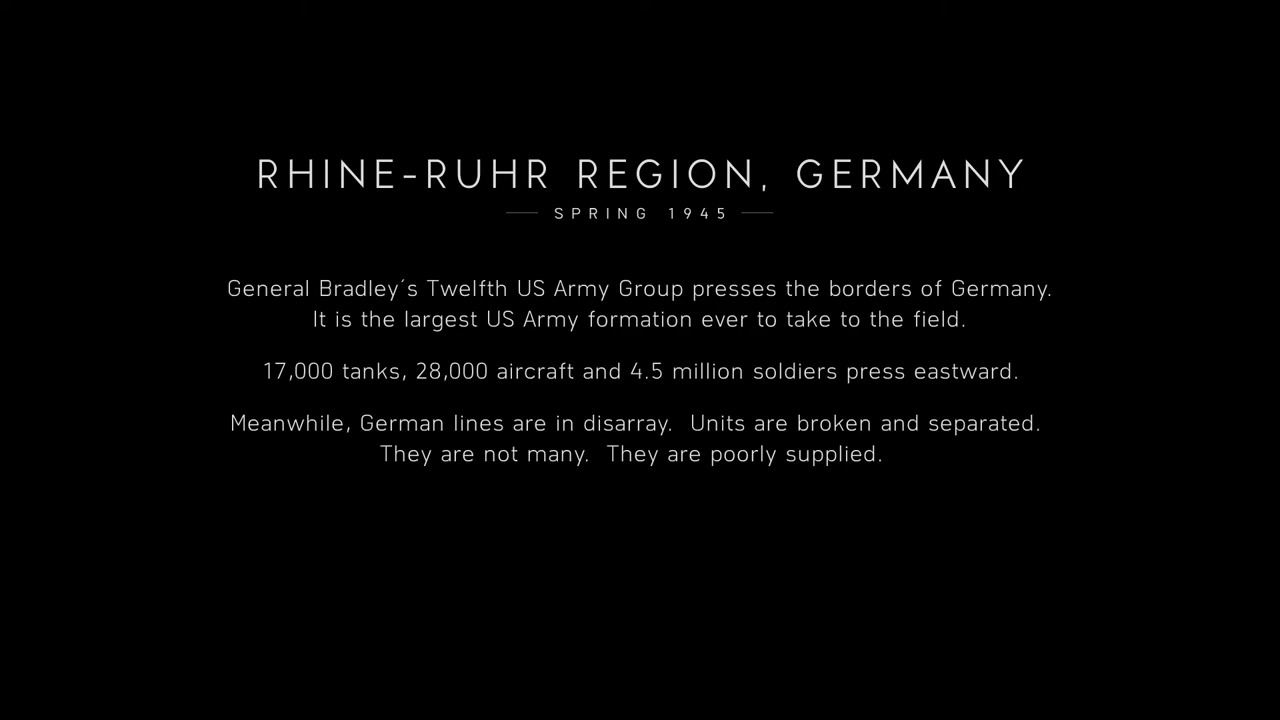 RHINE-RUHR REGION, GERMANY
SPRING 1945
General Bradley´s Twelfth US Army Group presses the borders of Germany.
It is the largest US Army formation ever to take to the field.
17,000 tanks, 28,000 aircraft and 4.5 million soldiers press eastward.
Meanwhile, German lines are in disarray.  Units are broken and separated.
They are not many.  They are poorly supplied.